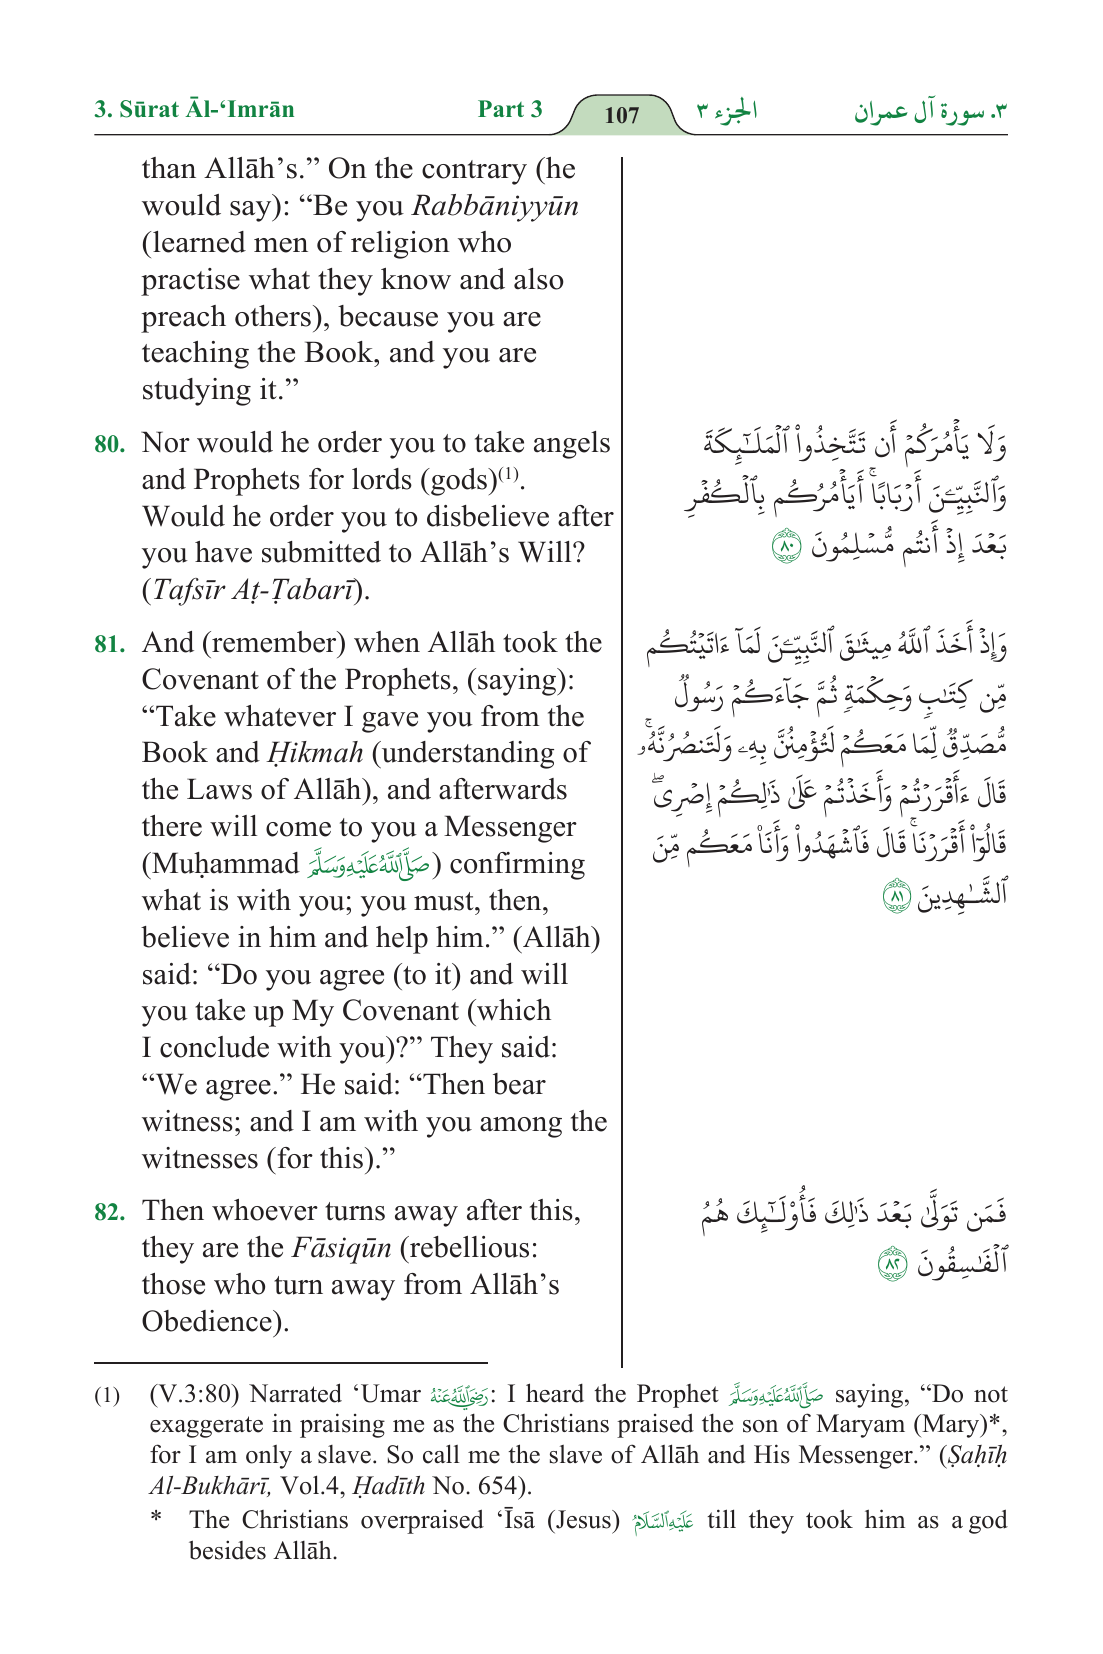 3. Sūrat Āl-‘Imrān Part 3 107 الجزء ٣ ٣. سورة آل عمران
than Allāh’s.” On the contrary (he
would say): “Be you Rabbāniyyūn
(learned men of religion who
practise what they know and also
preach others), because you are
teaching the Book, and you are
studying it.”
80. Nor would he order you to take angels
and Prophets for lords (gods)(1).
Would he order you to disbelieve after
you have submitted to Allāh’s Will?
(Tafsīr Aṭ-Ṭabarī).
وَلَا يَأۡمُرَكُمۡ أَن تَتَّخِذُواْ ٱلۡمَلَـٰٓئِكَةَ
وَٱلنَّبِيِّـۧنَ أَرۡبَابًاۗ أَيَأۡمُرُكُم بِٱلۡكُفۡرِ
بَعۡدَ إِذۡ أَنتُم مُّسۡلِمُونَ ٨٠
81. And (remember) when Allāh took the
Covenant of the Prophets, (saying):
“Take whatever I gave you from the
Book and Ḥikmah (understanding of
the Laws of Allāh), and afterwards
there will come to you a Messenger
(Muḥammad صَلَّى ٱللَّهُ عَلَيْهِ وَسَلَّمَ) confirming
what is with you; you must, then,
believe in him and help him.” (Allāh)
said: “Do you agree (to it) and will
you take up My Covenant (which
I conclude with you)?” They said:
“We agree.” He said: “Then bear
witness; and I am with you among the
witnesses (for this).”
وَإِذۡ أَخَذَ ٱللَّهُ مِيثَـٰقَ ٱلنَّبِيِّـۧنَ لَمَآ ءَاتَيۡتُكُم
مِّن كِتَـٰبٖ وَحِكۡمَةٖ ثُمَّ جَآءَكُمۡ رَسُولٞ
مُّصَدِّقٞ لِّمَا مَعَكُمۡ لَتُؤۡمِنُنَّ بِهِۦ وَلَتَنصُرُنَّهُۥۚ
قَالَ ءَأَقۡرَرۡتُمۡ وَأَخَذۡتُمۡ عَلَىٰ ذَٰلِكُمۡ إِصۡرِيۖ
قَالُوٓاْ أَقۡرَرۡنَاۚ قَالَ فَٱشۡهَدُواْ وَأَنَا۠ مَعَكُم مِّنَ
ٱلشَّـٰهِدِينَ ٨١
82. Then whoever turns away after this,
they are the Fāsiqūn (rebellious:
those who turn away from Allāh’s
Obedience).
فَمَن تَوَلَّىٰ بَعۡدَ ذَٰلِكَ فَأُوْلَـٰٓئِكَ هُمُ
ٱلۡفَـٰسِقُونَ ٨٢
(1) (V.3:80) Narrated ‘Umar رَضِيَ ٱللَّهُ عَنْهُ: I heard the Prophet صَلَّى ٱللَّهُ عَلَيْهِ وَسَلَّمَ saying, “Do not
exaggerate in praising me as the Christians praised the son of Maryam (Mary)*,
for I am only a slave. So call me the slave of Allāh and His Messenger.” (Ṣaḥīḥ
Al-Bukhārī, Vol.4, Ḥadīth No. 654).
* The Christians overpraised ‘Īsā (Jesus) عَلَيْهِ ٱلسَّلَامُ till they took him as a god
besides Allāh.